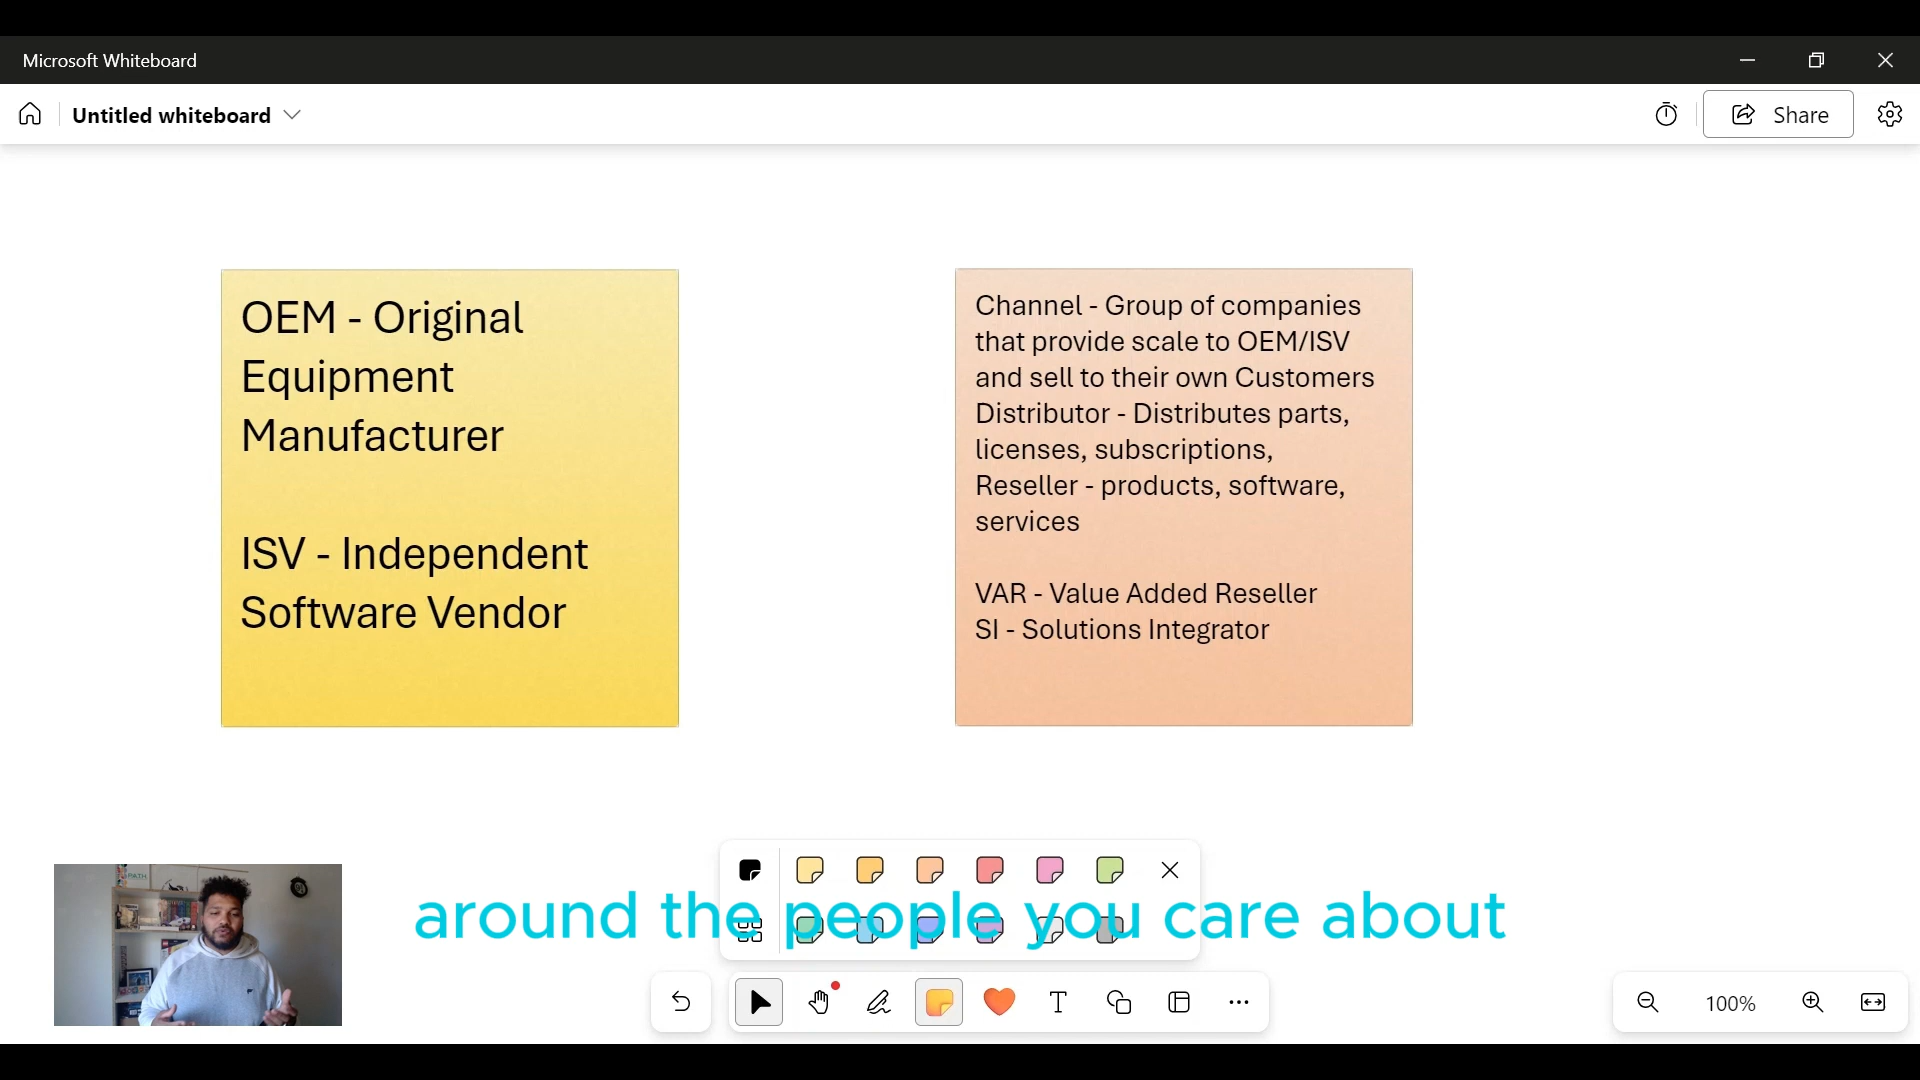 Microsoft Whiteboard
Untitled whiteboard
Share
OEM - Original
Equipment
Manufacturer
ISV - Independent
Software Vendor
Channel - Group of companies
that provide scale to OEM/ISV
and sell to their own Customers
Distributor - Distributes parts,
licenses, subscriptions,
Reseller - products, software,
services
VAR - Value Added Reseller
SI - Solutions Integrator
around the people you care about
T
100%